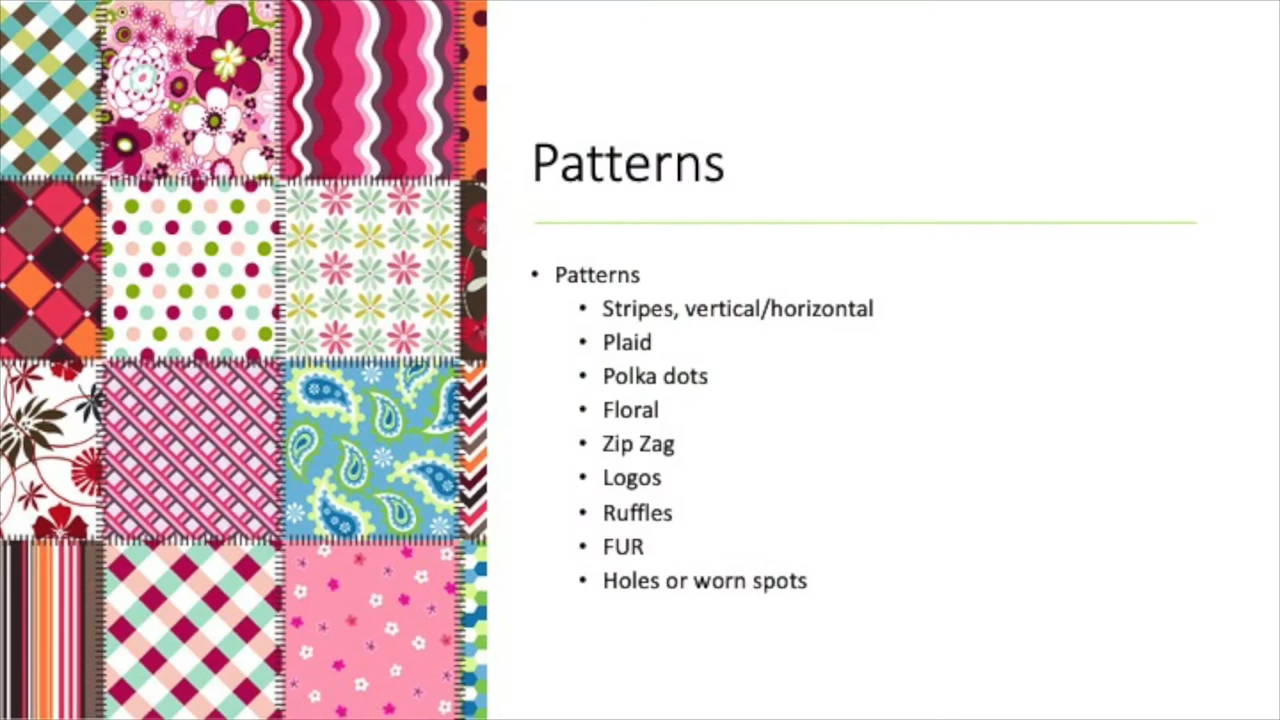 Patterns
• Patterns
• Stripes, vertical/horizontal
• Plaid
• Polka dots
• Floral
• Zip Zag
• Logos
• Ruffles
• FUR
• Holes or worn spots